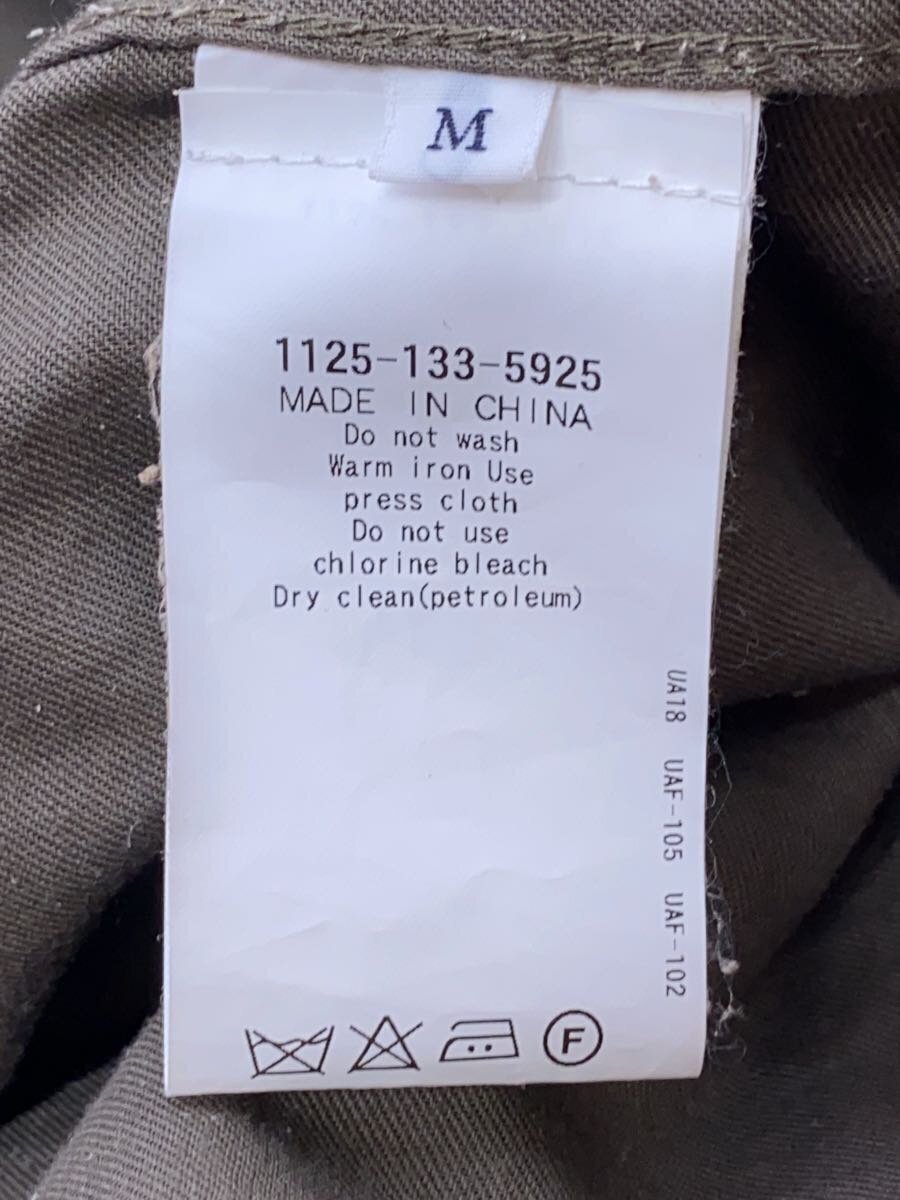 M
1125-133-5925
MADE IN CHINA
Do not wash
Warm iron Use
press cloth
Do not use
chlorine bleach
Dry clean(petroleum)
UA18 UAF-105 UAF-102
F